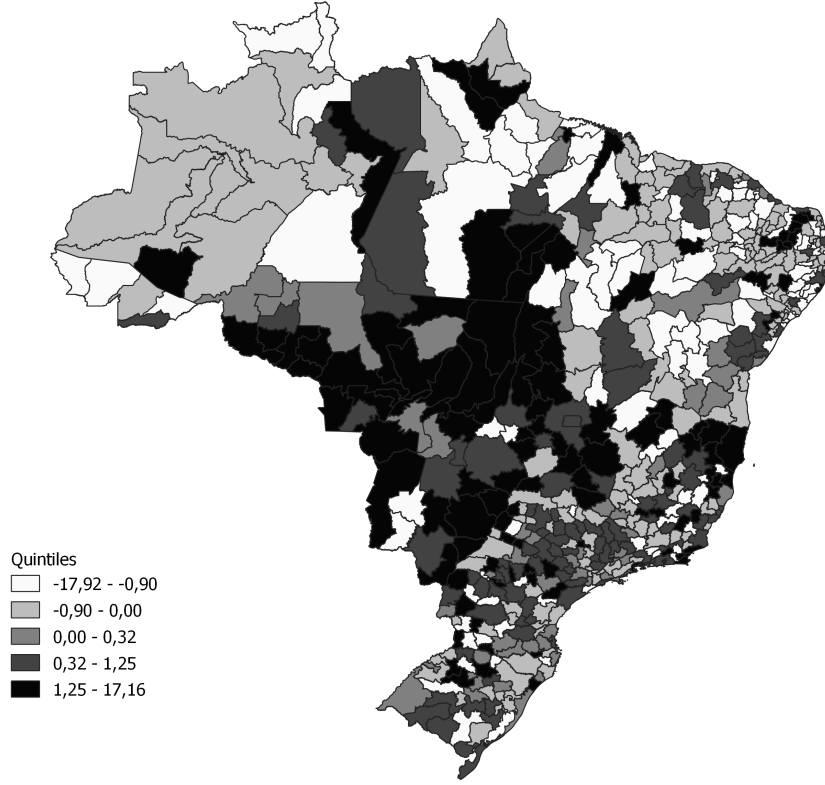 Quintiles
-17,92 - -0,90
-0,90 - 0,00
0,00 - 0,32
0,32 - 1,25
1,25 - 17,16